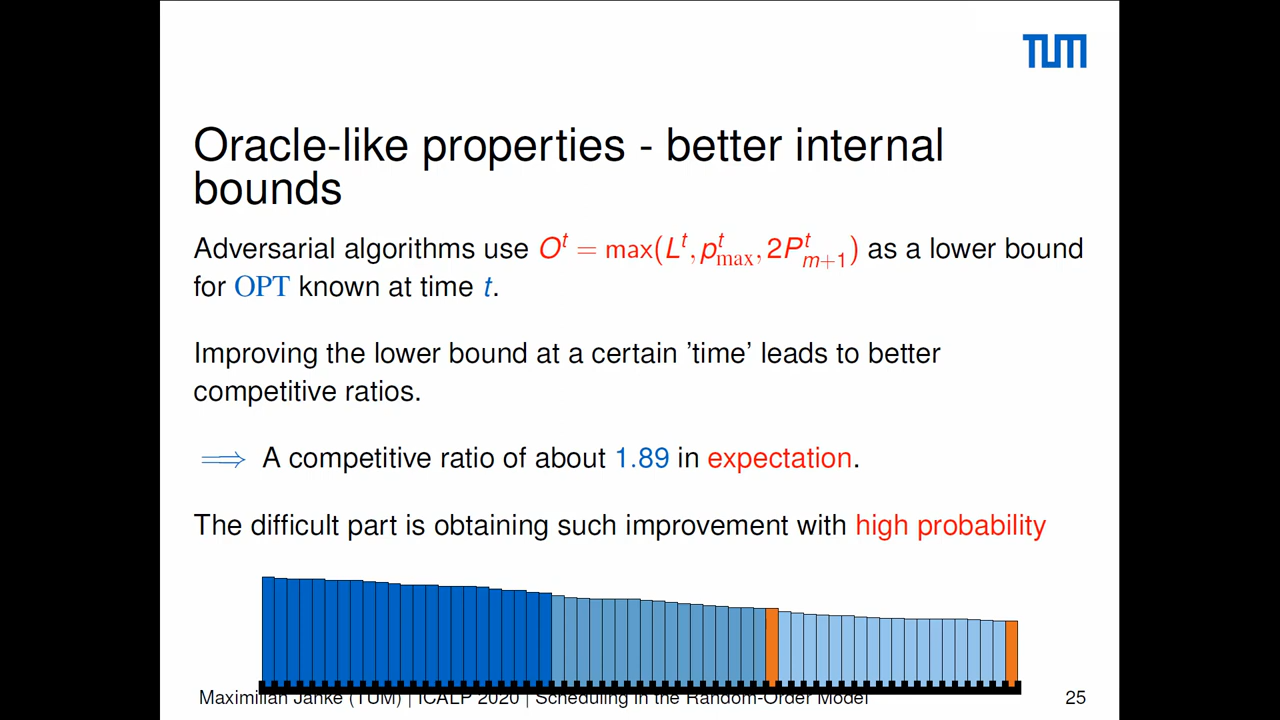 TUM
Oracle-like properties - better internal
bounds
Adversarial algorithms use O^t = max(L^t, p^t_max, 2P^t_{m+1}) as a lower bound
for OPT known at time t.
Improving the lower bound at a certain ’time’ leads to better
competitive ratios.
⟹ A competitive ratio of about 1.89 in expectation.
The difficult part is obtaining such improvement with high probability
Maximilian Janke (TUM) | ICALP 2020 | Scheduling in the Random-Order Model 25